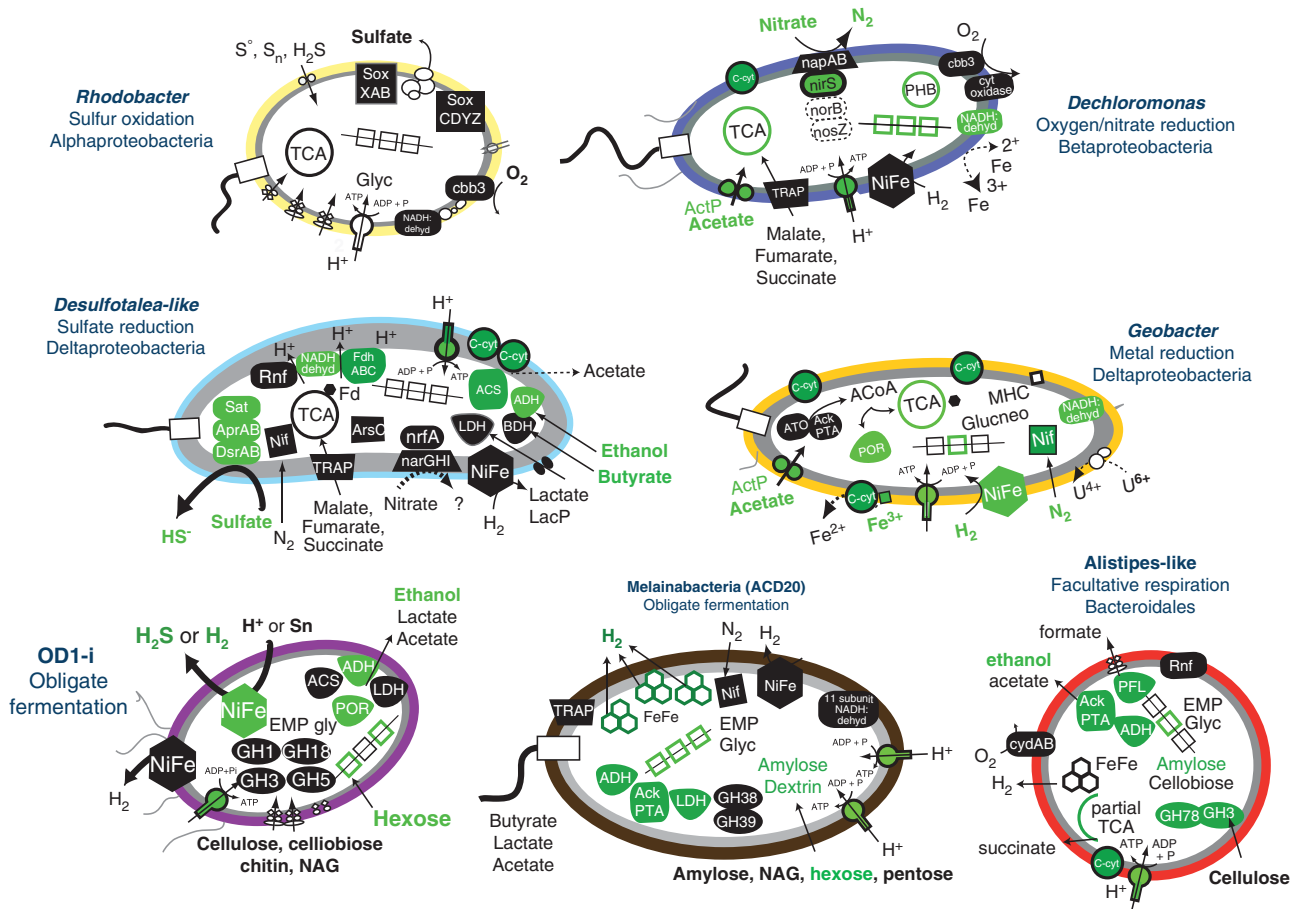 Rhodobacter
Sulfur oxidation
Alphaproteobacteria
S°, Sn, H2S
Sulfate
Sox
XAB
Sox
CDYZ
TCA
Glyc
ATP
ADP + P
cbb3
O2
NADH:
dehyd
2
H+
Nitrate
N2
O2
C-cyt
napAB
nirS
norB
nosZ
PHB
cbb3
cyt
oxidase
NADH:
dehyd
TCA
ADP + P
ATP
TRAP
NiFe
H2
2+
Fe
3+
Fe
ActP
Acetate
Malate,
Fumarate,
Succinate
H+
Dechloromonas
Oxygen/nitrate reduction
Betaproteobacteria
Desulfotalea-like
Sulfate reduction
Deltaproteobacteria
H+
H+
H+
H+
Rnf
NADH
dehyd
Fdh
ABC
Fd
ADP + P
ATP
C-cyt
C-cyt
Acetate
ACS
ADH
Sat
AprAB
DsrAB
Nif
TCA
ArsC
nrfA
narGHI
LDH
BDH
TRAP
NiFe
Ethanol
Butyrate
Lactate
LacP
HS-
Sulfate
N2
Malate,
Fumarate,
Succinate
Nitrate
?
H2
Geobacter
Metal reduction
Deltaproteobacteria
C-cyt
C-cyt
ACoA
TCA
MHC
Glucneo
NADH:
dehyd
ATO
Ack
PTA
POR
Nif
ATP
ADP + P
NiFe
ActP
Acetate
C-cyt
Fe2+
Fe3+
H2
N2
U4+
U6+
OD1-i
Obligate
fermentation
H2S or H2
H+ or Sn
Ethanol
Lactate
Acetate
ACS
ADH
LDH
POR
NiFe
EMP gly
GH1
GH18
GH3
GH5
NiFe
H2
ADP+Pi
ATP
Hexose
Cellulose, celliobiose
chitin, NAG
Melainabacteria (ACD20)
Obligate fermentation
H2
N2
H2
TRAP
FeFe
Nif
NiFe
11 subunit
NADH:
dehyd
EMP
Glyc
ADP + P
ATP
H+
ADH
Ack
PTA
LDH
GH38
GH39
Amylose
Dextrin
ADP + P
ATP
H+
Butyrate
Lactate
Acetate
Amylose, NAG, hexose, pentose
Alistipes-like
Facultative respiration
Bacteroidales
formate
ethanol
acetate
Rnf
PFL
Ack
PTA
ADH
EMP
Glyc
O2
cydAB
H2
FeFe
Amylose
Cellobiose
partial
TCA
GH78
GH3
succinate
C-cyt
ATP
ADP
+ P
H+
Cellulose